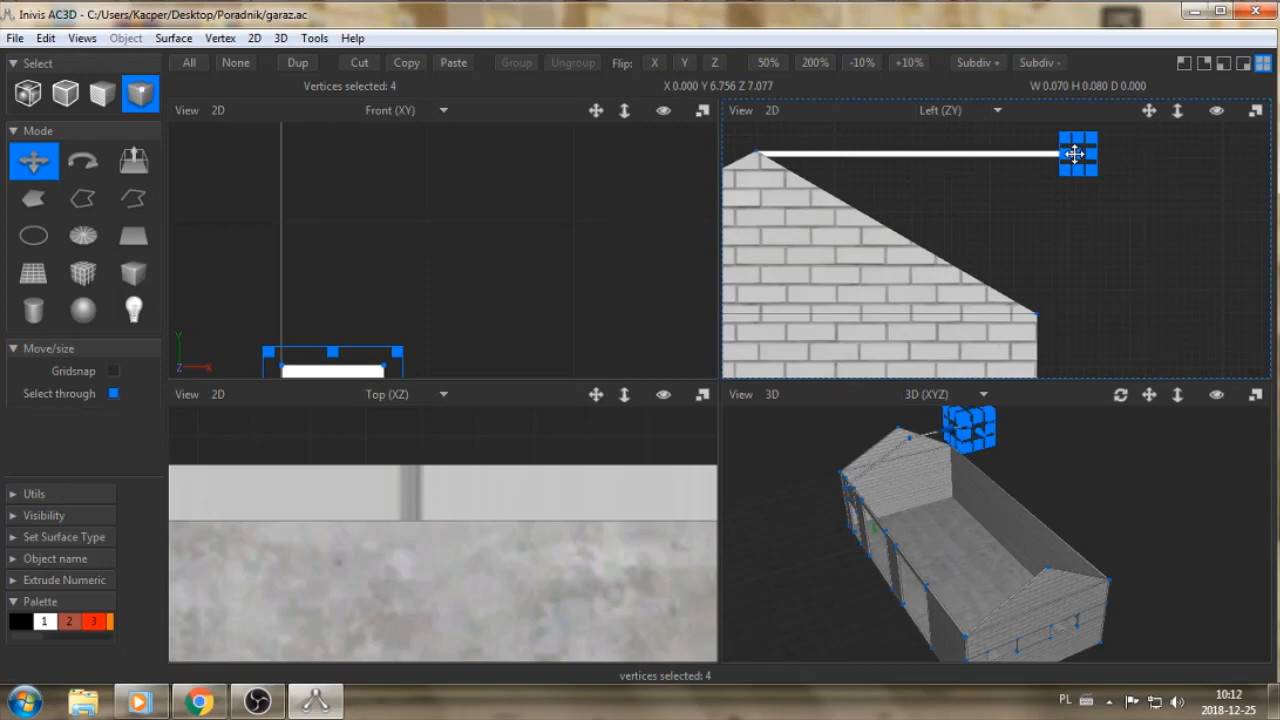 Inivis AC3D - C:/Users/Kacper/Desktop/Poradnik/garaz.ac
File Edit Views Object Surface Vertex 2D 3D Tools Help
Select All None Dup Cut Copy Paste Group Ungroup Flip: X Y Z 50% 200% -10% +10% Subdiv + Subdiv -
Vertices selected: 4 X 0.000 Y 6.756 Z 7.077 W 0.070 H 0.080 D 0.000
View 2D Front (XY) View 2D Left (ZY)
Mode
Y
Z X
Move/size
Gridsnap
Select through
View 2D Top (XZ) View 3D 3D (XYZ)
Utils
Visibility
Set Surface Type
Object name
Extrude Numeric
Palette
1 2 3
vertices selected: 4
PL 10:12
2018-12-25